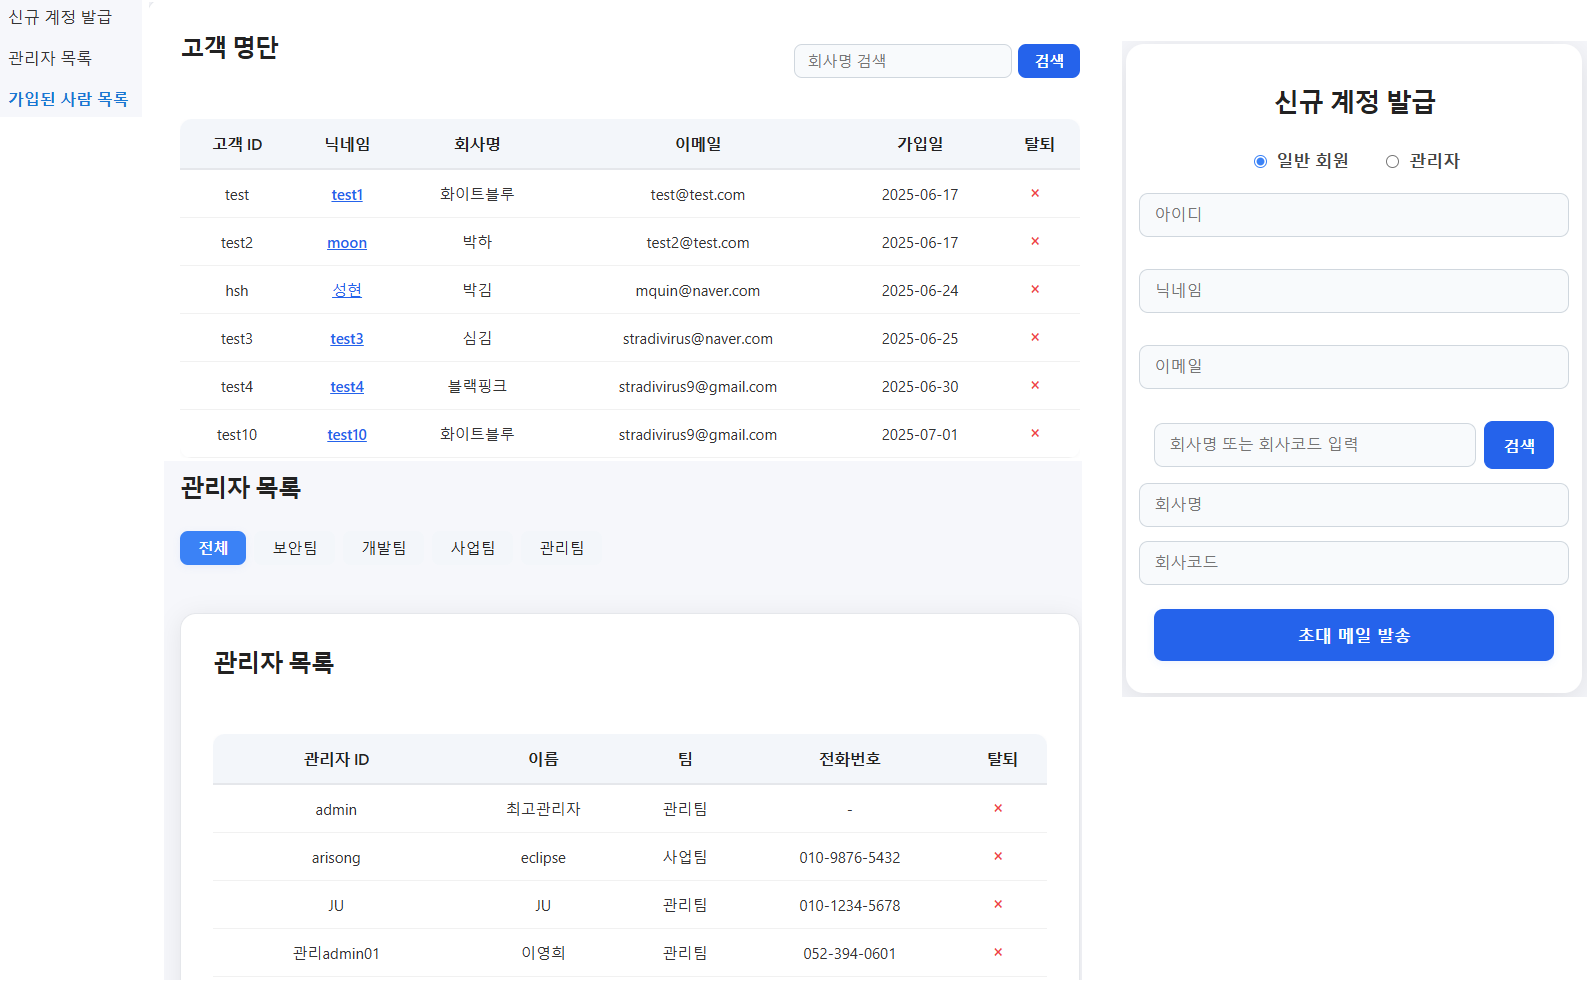 신규 계정 발급
관리자 목록
가입된 사람 목록
고객 명단
회사명 검색 검색
고객 ID 닉네임 회사명 이메일 가입일 탈퇴
test test1 화이트블루 test@test.com 2025-06-17 ×
test2 moon 박하 test2@test.com 2025-06-17 ×
hsh 성현 박김 mquin@naver.com 2025-06-24 ×
test3 test3 심김 stradivirus@naver.com 2025-06-25 ×
test4 test4 블랙핑크 stradivirus9@gmail.com 2025-06-30 ×
test10 test10 화이트블루 stradivirus9@gmail.com 2025-07-01 ×
관리자 목록
전체 보안팀 개발팀 사업팀 관리팀
관리자 목록
관리자 ID 이름 팀 전화번호 탈퇴
admin 최고관리자 관리팀 - ×
arisong eclipse 사업팀 010-9876-5432 ×
JU JU 관리팀 010-1234-5678 ×
관리admin01 이영희 관리팀 052-394-0601 ×
신규 계정 발급
일반 회원 관리자
아이디
닉네임
이메일
회사명 또는 회사코드 입력 검색
회사명
회사코드
초대 메일 발송